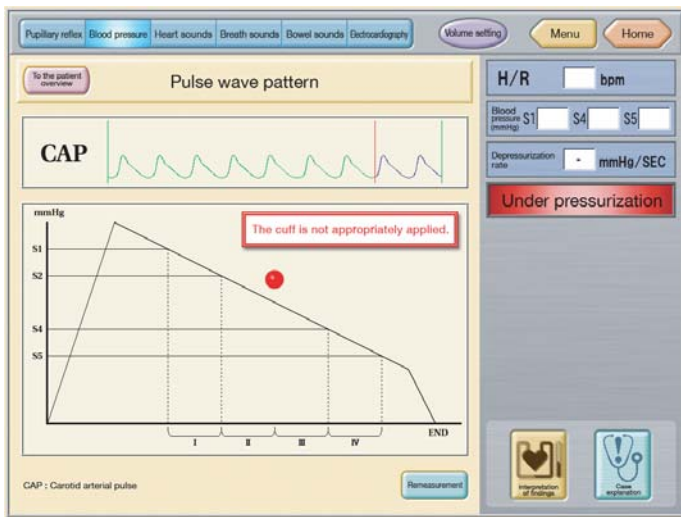 Pupillary reflex Blood pressure Heart sounds Breath sounds Bowel sounds Electrocardiography Volume setting Menu Home
To the patient
overview
Pulse wave pattern
H/R bpm
Blood
pressure
(mmHg)
S1 S4 S5
CAP
Depressurization
rate
- mmHg/SEC
Under pressurization
mmHg
The cuff is not appropriately applied.
S1
S2
S4
S5
I II III IV
END
CAP : Carotid arterial pulse
Remeasurement
Interpretation
of findings
Case
explanation